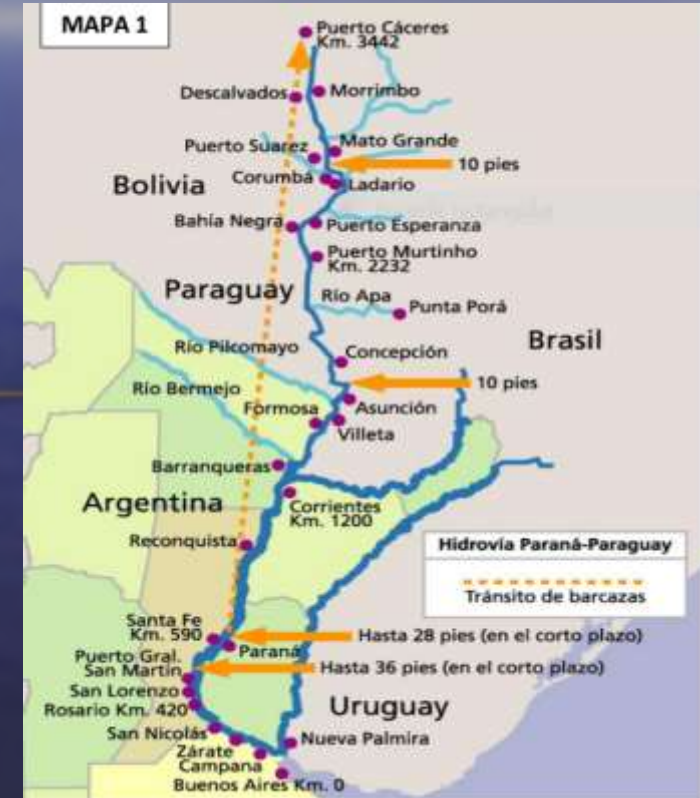 MAPA 1
Puerto Cáceres
Km. 3442
Descalvados
Morrimbo
Puerto Suarez
Mato Grande
10 pies
Corumbá
Ladario
Bolivia
Bahía Negra
Puerto Esperanza
Puerto Murtinho
Km. 2232
Paraguay
Río Apa
Punta Porá
Brasil
Río Pilcomayo
Concepción
10 pies
Río Bermejo
Formosa
Asunción
Villeta
Barranqueras
Argentina
Corrientes
Km. 1200
Reconquista
Hidrovía Paraná-Paraguay
Tránsito de barcazas
Santa Fe
Km. 590
Hasta 28 pies (en el corto plazo)
Paraná
Puerto Gral.
San Martín
Hasta 36 pies (en el corto plazo)
San Lorenzo
Rosario Km. 420
Uruguay
San Nicolás
Nueva Palmira
Zárate
Campana
Buenos Aires Km. 0